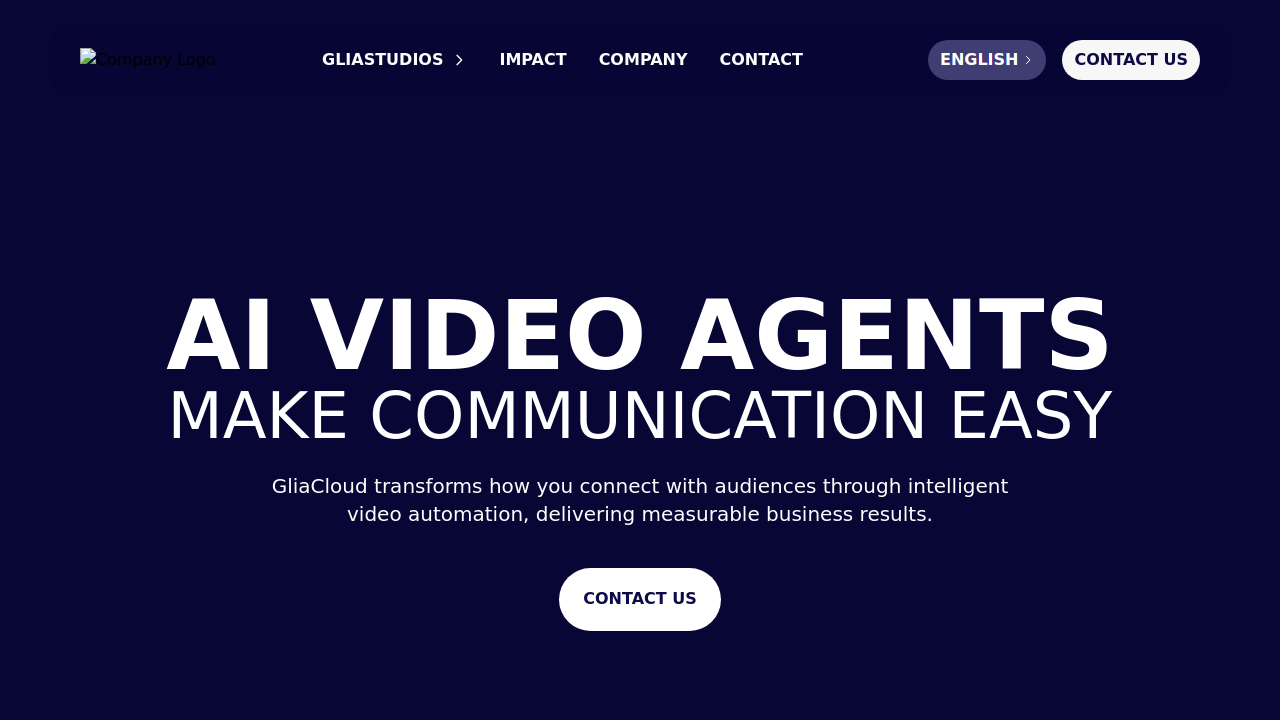 Company Logo
GLIASTUDIOS
IMPACT
COMPANY
CONTACT
ENGLISH
CONTACT US
AI VIDEO AGENTS
MAKE COMMUNICATION EASY
GliaCloud transforms how you connect with audiences through intelligent
video automation, delivering measurable business results.
CONTACT US